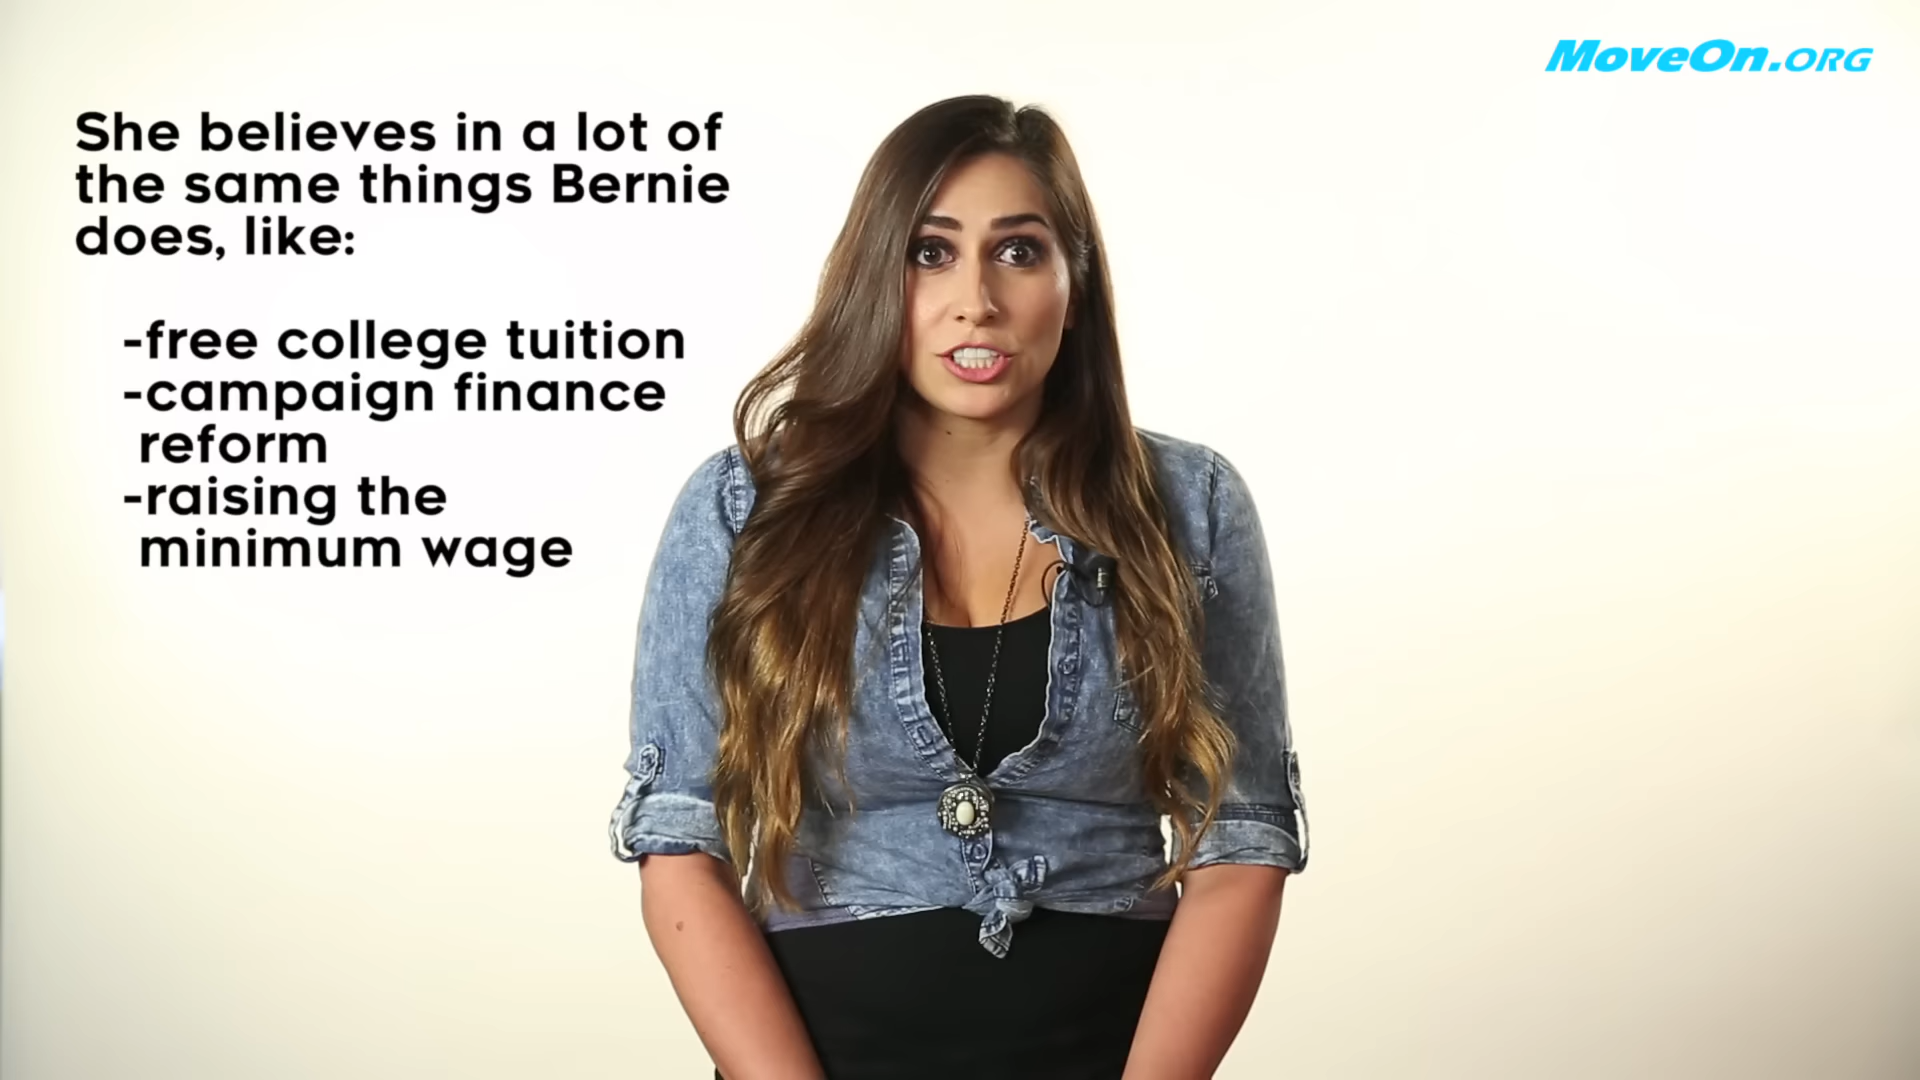 MoveOn.ORG
She believes in a lot of
the same things Bernie
does, like:
-free college tuition
-campaign finance
reform
-raising the
minimum wage